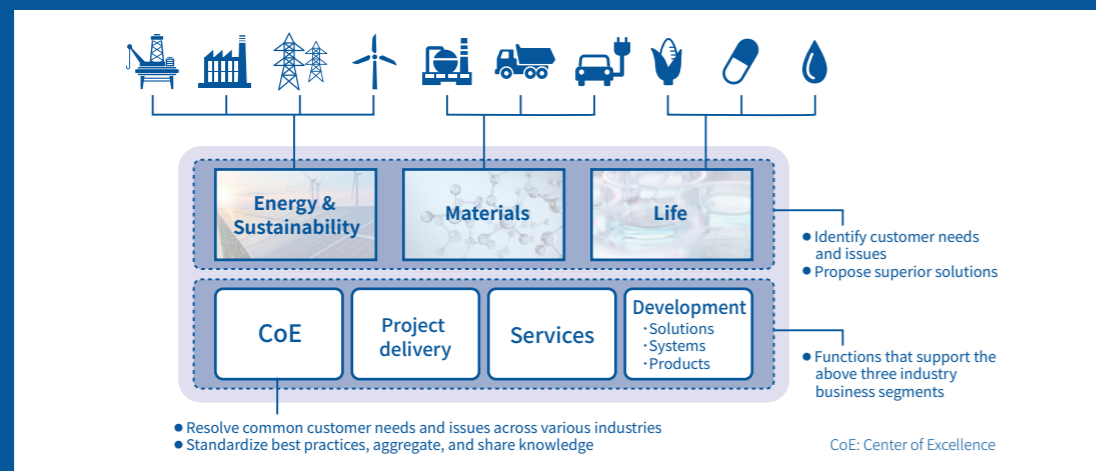 Energy &
Sustainability
Materials
Life
● Identify customer needs
and issues
● Propose superior solutions
CoE
Project
delivery
Services
Development
・Solutions
・Systems
・Products
● Functions that support the
above three industry
business segments
● Resolve common customer needs and issues across various industries
● Standardize best practices, aggregate, and share knowledge
CoE: Center of Excellence